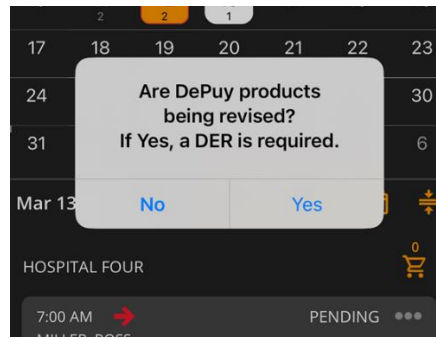 2 2 1
17 18 19 20 21 22 23
24 Are DePuy products 30
being revised?
31 If Yes, a DER is required. 6
Mar 13 No Yes
0
HOSPITAL FOUR
7:00 AM PENDING